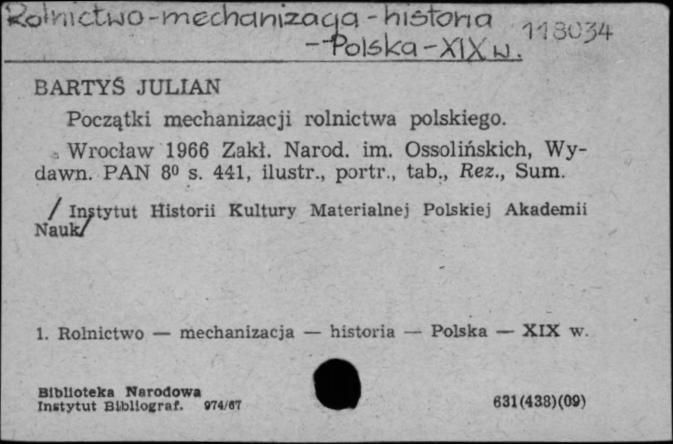 Rolnictwo-mechanizacja-historia
-Polska-XIX w. 118034
BARTYŚ JULIAN
Początki mechanizacji rolnictwa polskiego.
Wrocław 1966 Zakł. Narod. im. Ossolińskich, Wy-
dawn. PAN 8⁰ s. 441, ilustr., portr., tab., Rez., Sum.
/Instytut Historii Kultury Materialnej Polskiej Akademii
Nauk/
1. Rolnictwo — mechanizacja — historia — Polska — XIX w.
Biblioteka Narodowa
Instytut Bibliograf. 974/67 631(438)(09)